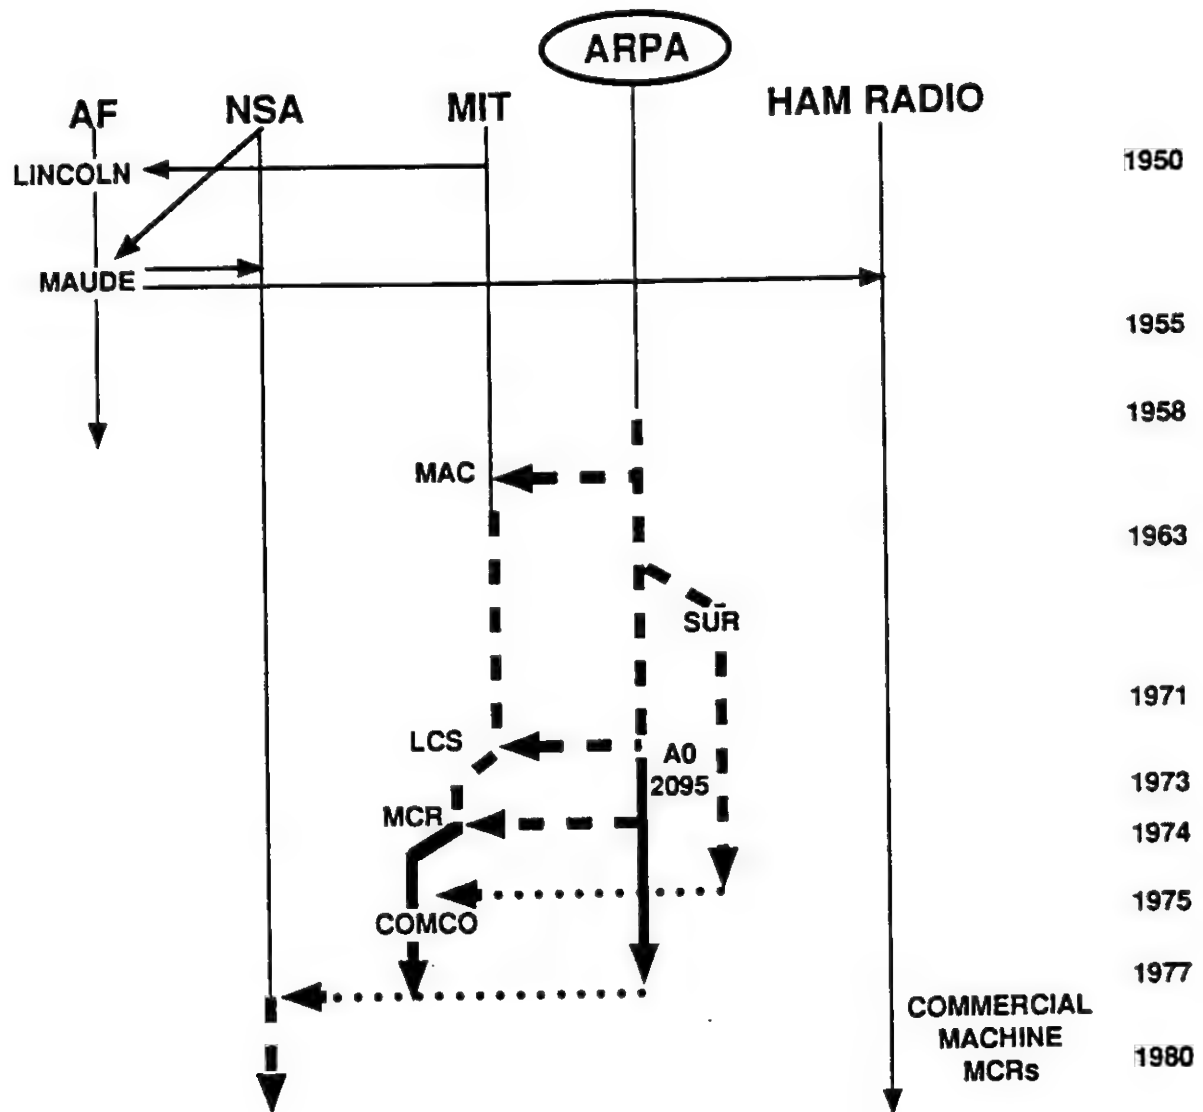 ARPA
AF
NSA
MIT
HAM RADIO
LINCOLN
1950
MAUDE
1955
1958
MAC
1963
SUR
1971
LCS
A0
2095
1973
MCR
1974
1975
COMCO
1977
COMMERCIAL
MACHINE
MCRs
1980